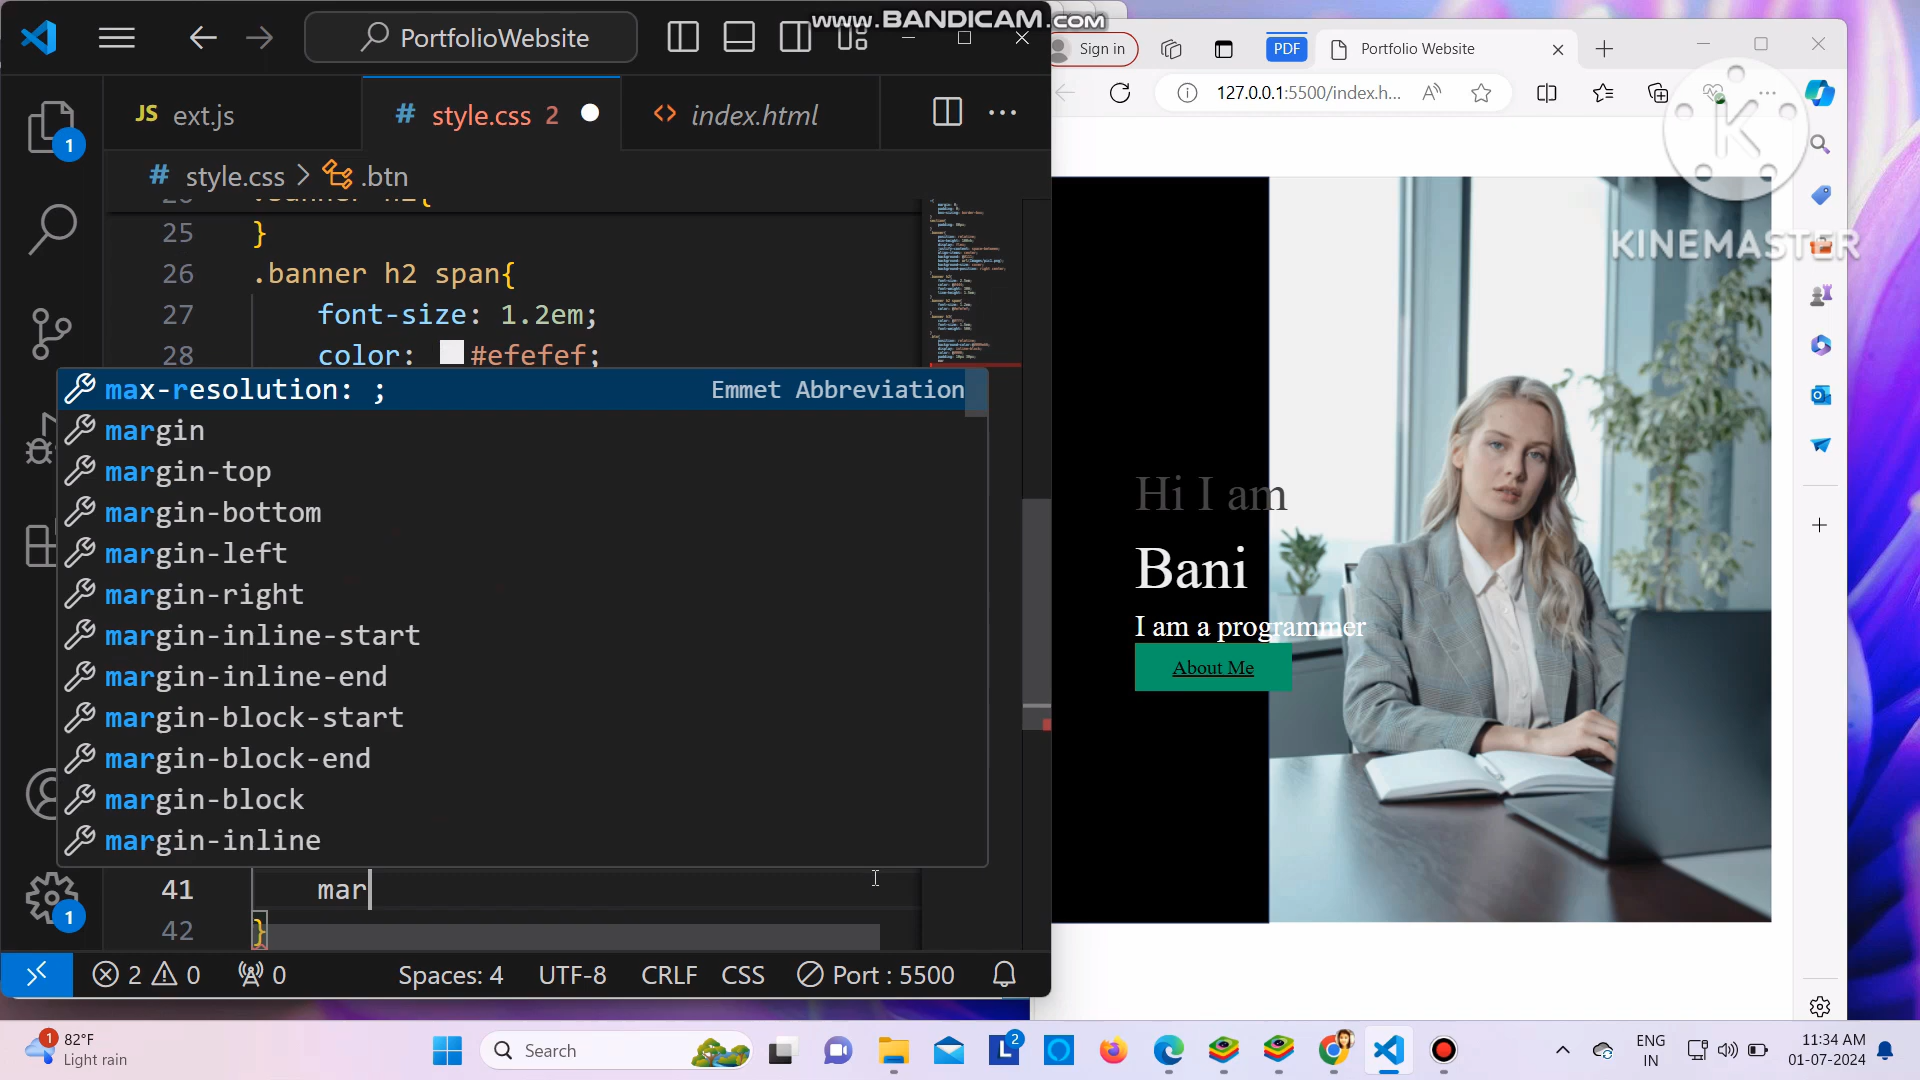 www.BANDICAM.com
PortfolioWebsite
JS ext.js
# style.css 2
<> index.html
# style.css > .btn
25 }
26 .banner h2 span{
27 font-size: 1.2em;
28 color: #efefef;
max-resolution: ; Emmet Abbreviation
margin
margin-top
margin-bottom
margin-left
margin-right
margin-inline-start
margin-inline-end
margin-block-start
margin-block-end
margin-block
margin-inline
41 mar
42 }
1
1
2 0 0 Spaces: 4 UTF-8 CRLF CSS Port : 5500
Sign in
PDF
Portfolio Website
127.0.0.1:5500/index.h...
K
KINEMASTER
Hi I am
Bani
I am a programmer
About Me
1
82°F
Light rain
Search
2
ENG
IN
11:34 AM
01-07-2024